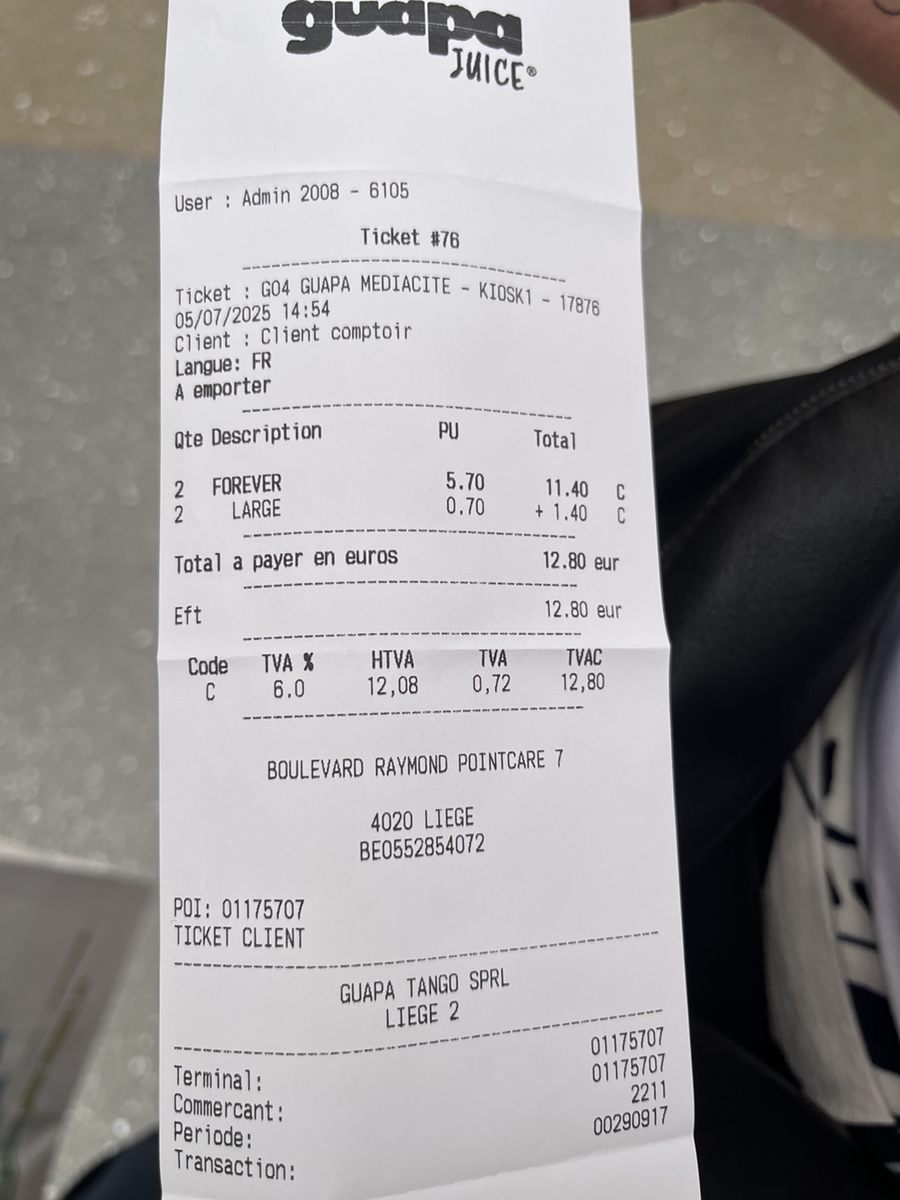 guapa
JUICE®
User : Admin 2008 - 6105
Ticket #76
Ticket : G04 GUAPA MEDIACITE - KIOSK1 - 17876
05/07/2025 14:54
Client : Client comptoir
Langue: FR
A emporter
Qte Description PU Total
2 FOREVER 5.70 11.40 C
2 LARGE 0.70 + 1.40 C
Total a payer en euros 12.80 eur
Eft 12.80 eur
Code TVA % HTVA TVA TVAC
C 6.0 12,08 0,72 12,80
BOULEVARD RAYMOND POINTCARE 7
4020 LIEGE
BE0552854072
POI: 01175707
TICKET CLIENT
GUAPA TANGO SPRL
LIEGE 2
Terminal: 01175707
Commercant: 01175707
Periode: 2211
Transaction: 00290917